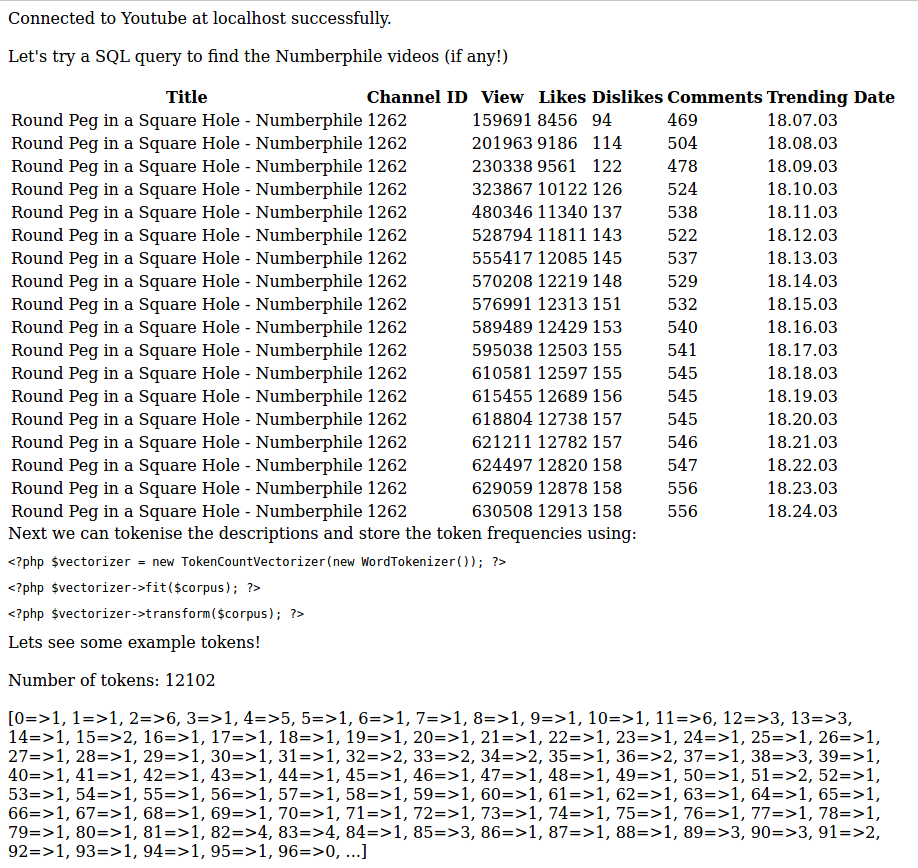 Connected to Youtube at localhost successfully.
Let's try a SQL query to find the Numberphile videos (if any!)
Title Channel ID View Likes Dislikes Comments Trending Date
Round Peg in a Square Hole - Numberphile 1262 159691 8456 94 469 18.07.03
Round Peg in a Square Hole - Numberphile 1262 201963 9186 114 504 18.08.03
Round Peg in a Square Hole - Numberphile 1262 230338 9561 122 478 18.09.03
Round Peg in a Square Hole - Numberphile 1262 323867 10122 126 524 18.10.03
Round Peg in a Square Hole - Numberphile 1262 480346 11340 137 538 18.11.03
Round Peg in a Square Hole - Numberphile 1262 528794 11811 143 522 18.12.03
Round Peg in a Square Hole - Numberphile 1262 555417 12085 145 537 18.13.03
Round Peg in a Square Hole - Numberphile 1262 570208 12219 148 529 18.14.03
Round Peg in a Square Hole - Numberphile 1262 576991 12313 151 532 18.15.03
Round Peg in a Square Hole - Numberphile 1262 589489 12429 153 540 18.16.03
Round Peg in a Square Hole - Numberphile 1262 595038 12503 155 541 18.17.03
Round Peg in a Square Hole - Numberphile 1262 610581 12597 155 545 18.18.03
Round Peg in a Square Hole - Numberphile 1262 615455 12689 156 545 18.19.03
Round Peg in a Square Hole - Numberphile 1262 618804 12738 157 545 18.20.03
Round Peg in a Square Hole - Numberphile 1262 621211 12782 157 546 18.21.03
Round Peg in a Square Hole - Numberphile 1262 624497 12820 158 547 18.22.03
Round Peg in a Square Hole - Numberphile 1262 629059 12878 158 556 18.23.03
Round Peg in a Square Hole - Numberphile 1262 630508 12913 158 556 18.24.03
Next we can tokenise the descriptions and store the token frequencies using:
<?php $vectorizer = new TokenCountVectorizer(new WordTokenizer()); ?>
<?php $vectorizer->fit($corpus); ?>
<?php $vectorizer->transform($corpus); ?>
Lets see some example tokens!
Number of tokens: 12102
[0=>1, 1=>1, 2=>6, 3=>1, 4=>5, 5=>1, 6=>1, 7=>1, 8=>1, 9=>1, 10=>1, 11=>6, 12=>3, 13=>3,
14=>1, 15=>2, 16=>1, 17=>1, 18=>1, 19=>1, 20=>1, 21=>1, 22=>1, 23=>1, 24=>1, 25=>1, 26=>1,
27=>1, 28=>1, 29=>1, 30=>1, 31=>1, 32=>2, 33=>2, 34=>2, 35=>1, 36=>2, 37=>1, 38=>3, 39=>1,
40=>1, 41=>1, 42=>1, 43=>1, 44=>1, 45=>1, 46=>1, 47=>1, 48=>1, 49=>1, 50=>1, 51=>2, 52=>1,
53=>1, 54=>1, 55=>1, 56=>1, 57=>1, 58=>1, 59=>1, 60=>1, 61=>1, 62=>1, 63=>1, 64=>1, 65=>1,
66=>1, 67=>1, 68=>1, 69=>1, 70=>1, 71=>1, 72=>1, 73=>1, 74=>1, 75=>1, 76=>1, 77=>1, 78=>1,
79=>1, 80=>1, 81=>1, 82=>4, 83=>4, 84=>1, 85=>3, 86=>1, 87=>1, 88=>1, 89=>3, 90=>3, 91=>2,
92=>1, 93=>1, 94=>1, 95=>1, 96=>0, ...]